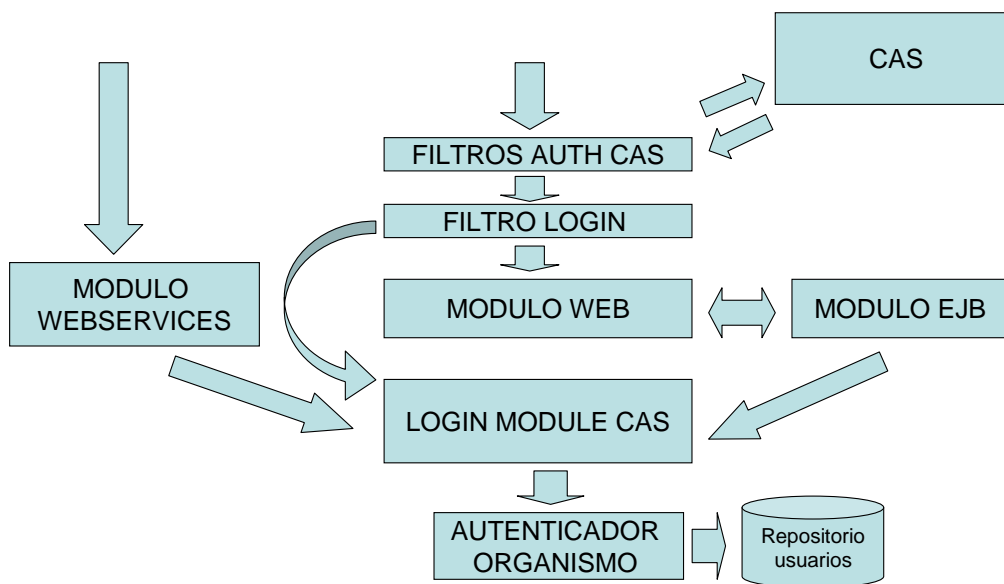 CAS
FILTROS AUTH CAS
FILTRO LOGIN
MODULO
WEBSERVICES
MODULO WEB
MODULO EJB
LOGIN MODULE CAS
AUTENTICADOR
ORGANISMO
Repositorio
usuarios